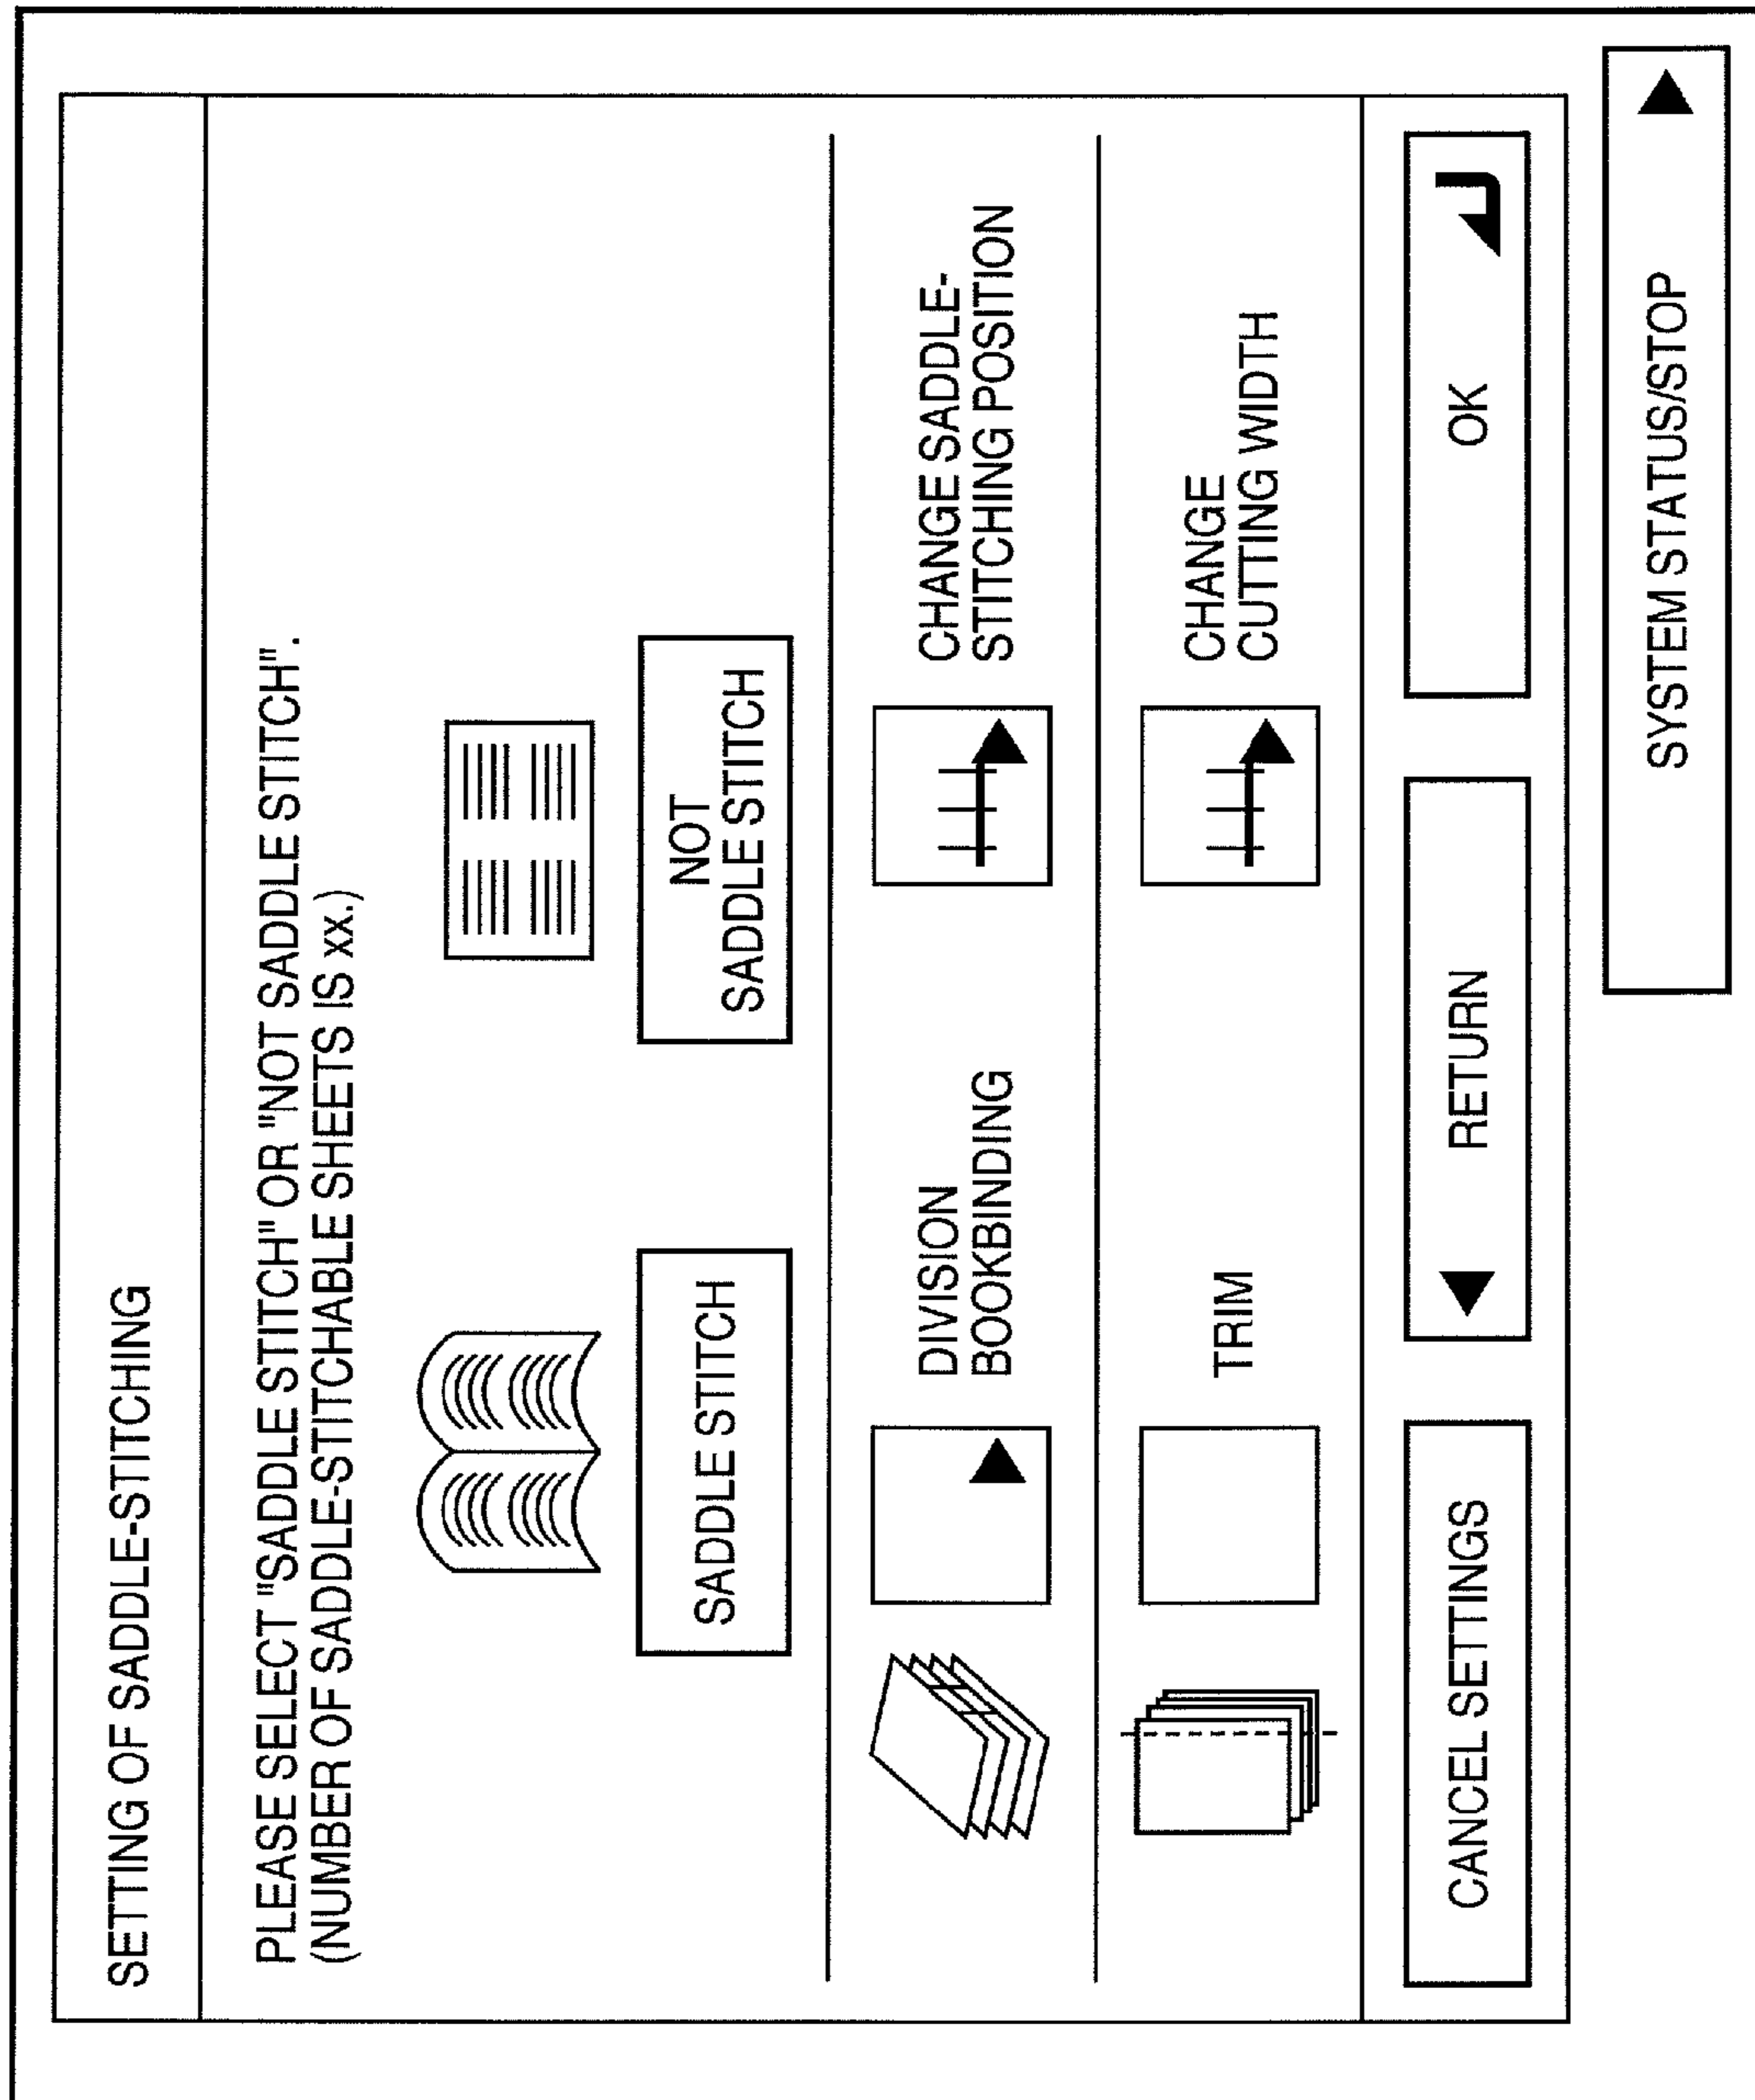 SETTING OF SADDLE-STITCHING
PLEASE SELECT "SADDLE STITCH" OR "NOT SADDLE STITCH".
(NUMBER OF SADDLE-STITCHABLE SHEETS IS xx.)
SADDLE STITCH
NOT
SADDLE STITCH
DIVISION
BOOKBINDING
CHANGE SADDLE-
STITCHING POSITION
TRIM
CHANGE
CUTTING WIDTH
CANCEL SETTINGS
RETURN
OK
SYSTEM STATUS/STOP